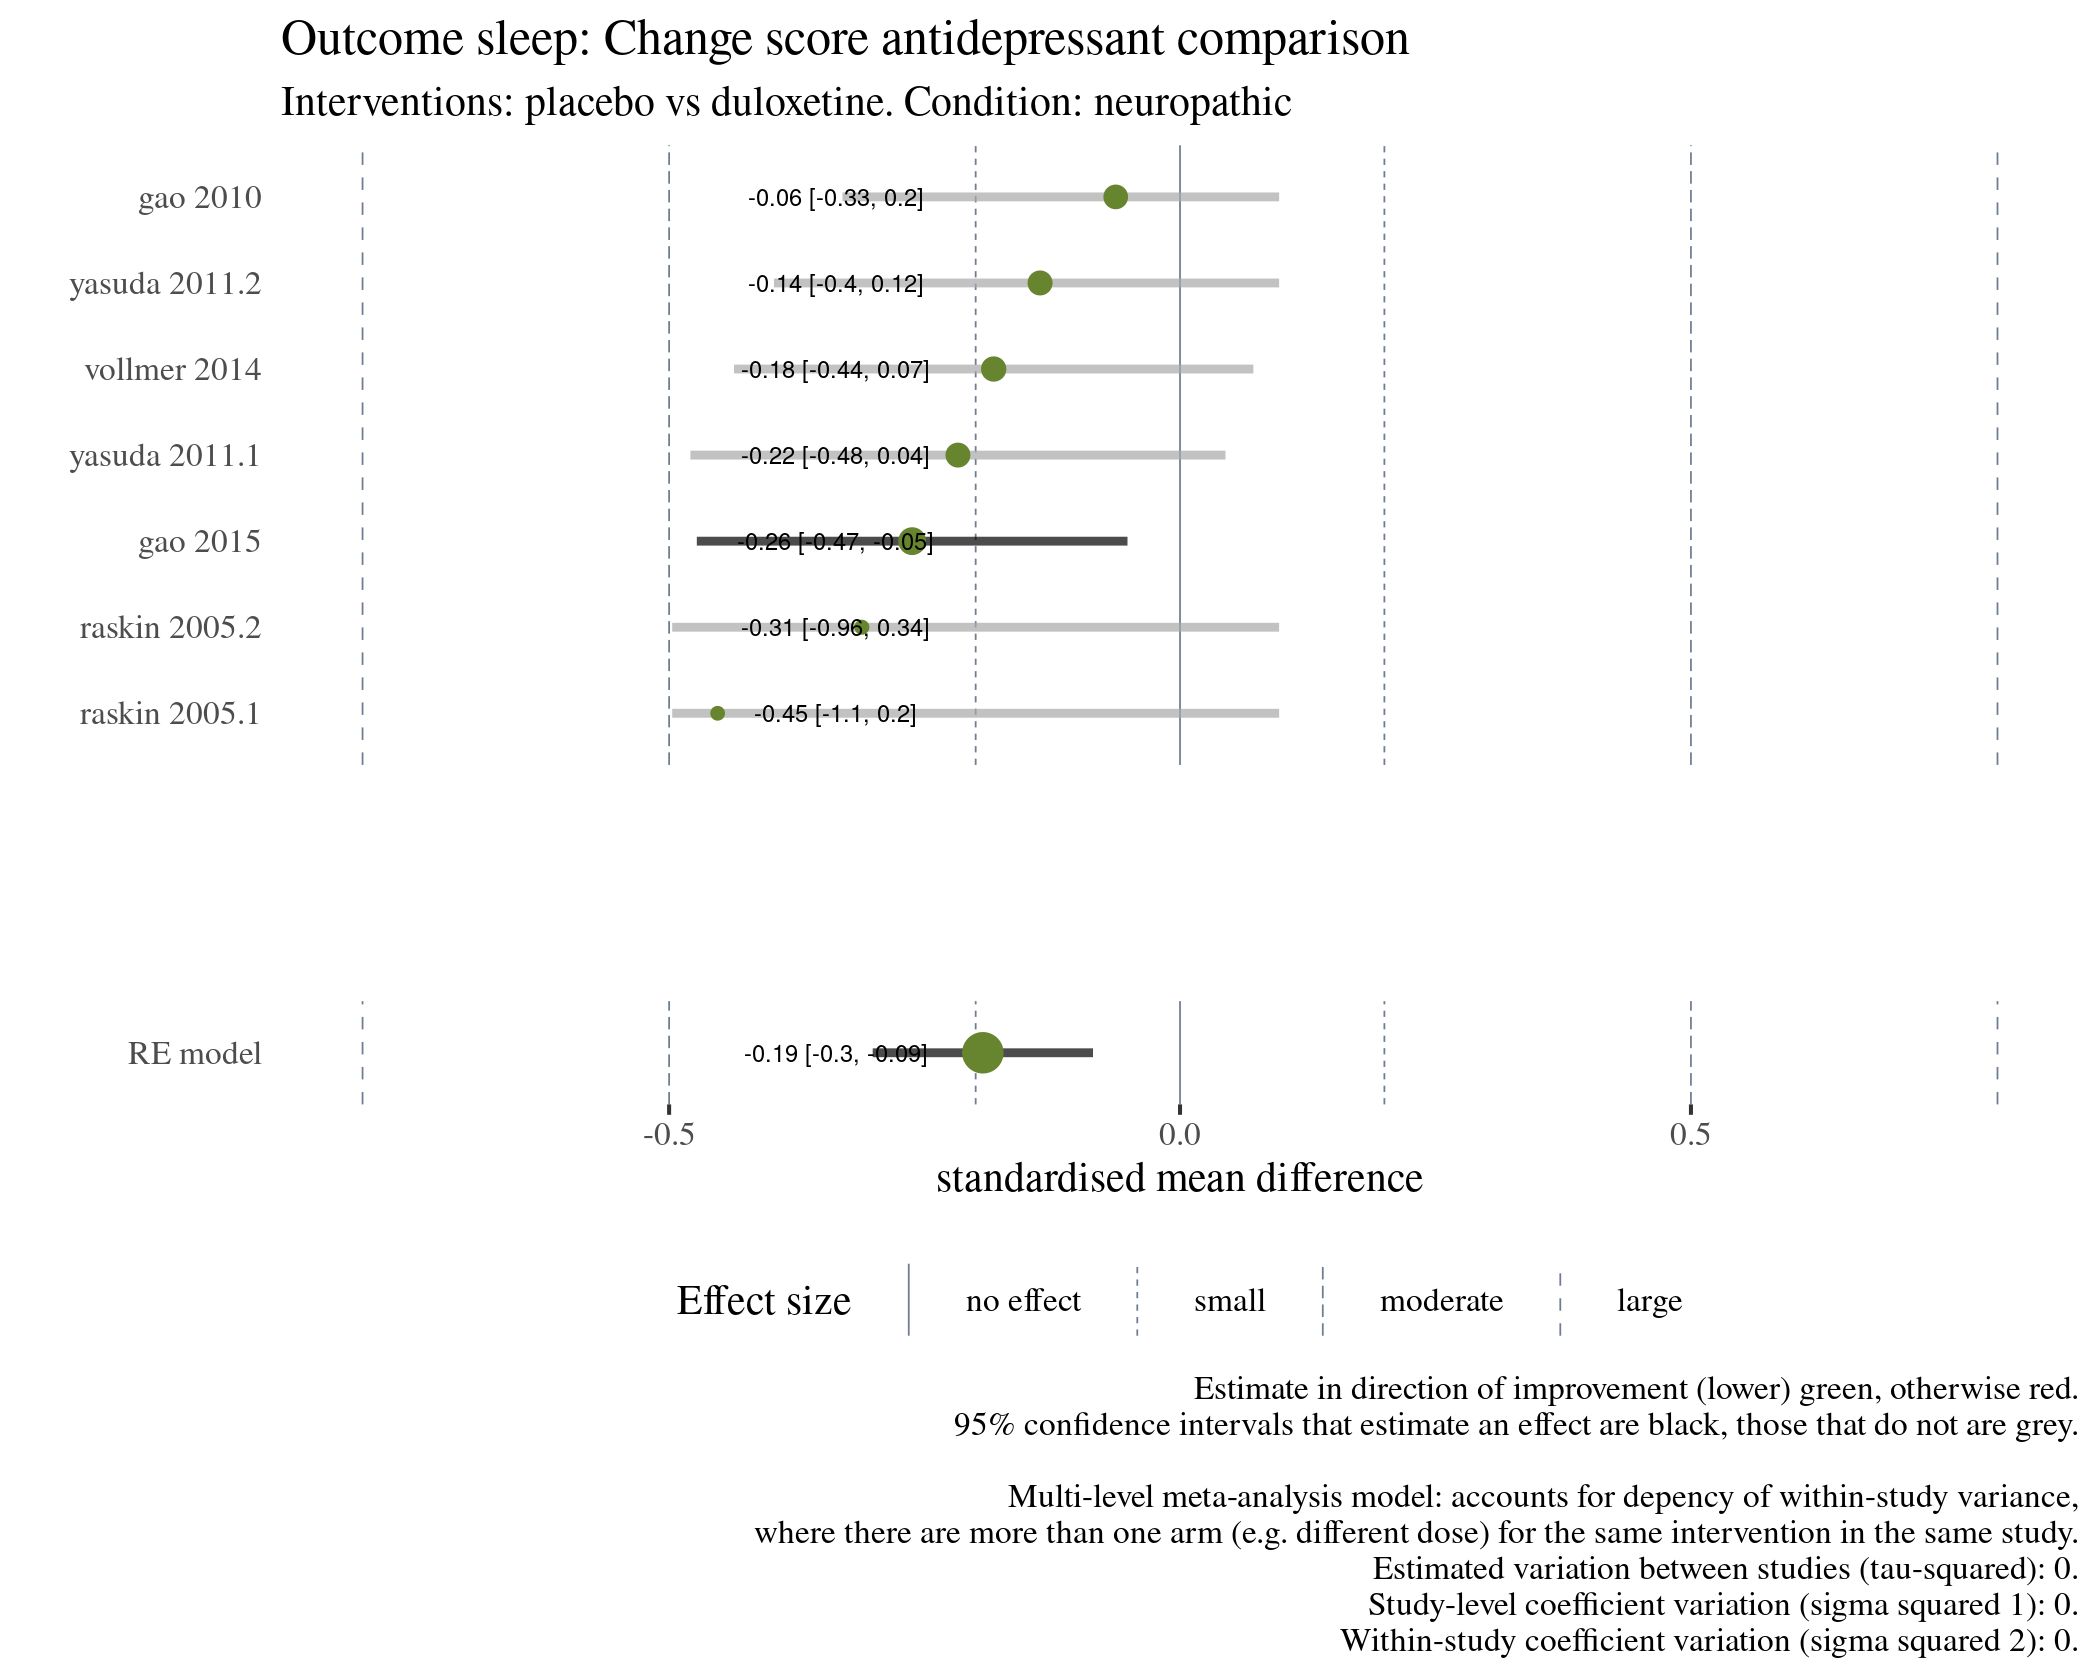 Outcome sleep: Change score antidepressant comparison
Interventions: placebo vs duloxetine. Condition: neuropathic
gao 2010 -0.06 [-0.33, 0.2]
yasuda 2011.2 -0.14 [-0.4, 0.12]
vollmer 2014 -0.18 [-0.44, 0.07]
yasuda 2011.1 -0.22 [-0.48, 0.04]
gao 2015 -0.26 [-0.47, -0.05]
raskin 2005.2 -0.31 [-0.96, 0.34]
raskin 2005.1 -0.45 [-1.1, 0.2]
RE model -0.19 [-0.3, -0.09]
-0.5 0.0 0.5
standardised mean difference
Effect size no effect small moderate large
Estimate in direction of improvement (lower) green, otherwise red.
95% confidence intervals that estimate an effect are black, those that do not are grey.
Multi-level meta-analysis model: accounts for depency of within-study variance,
where there are more than one arm (e.g. different dose) for the same intervention in the same study.
Estimated variation between studies (tau-squared): 0.
Study-level coefficient variation (sigma squared 1): 0.
Within-study coefficient variation (sigma squared 2): 0.